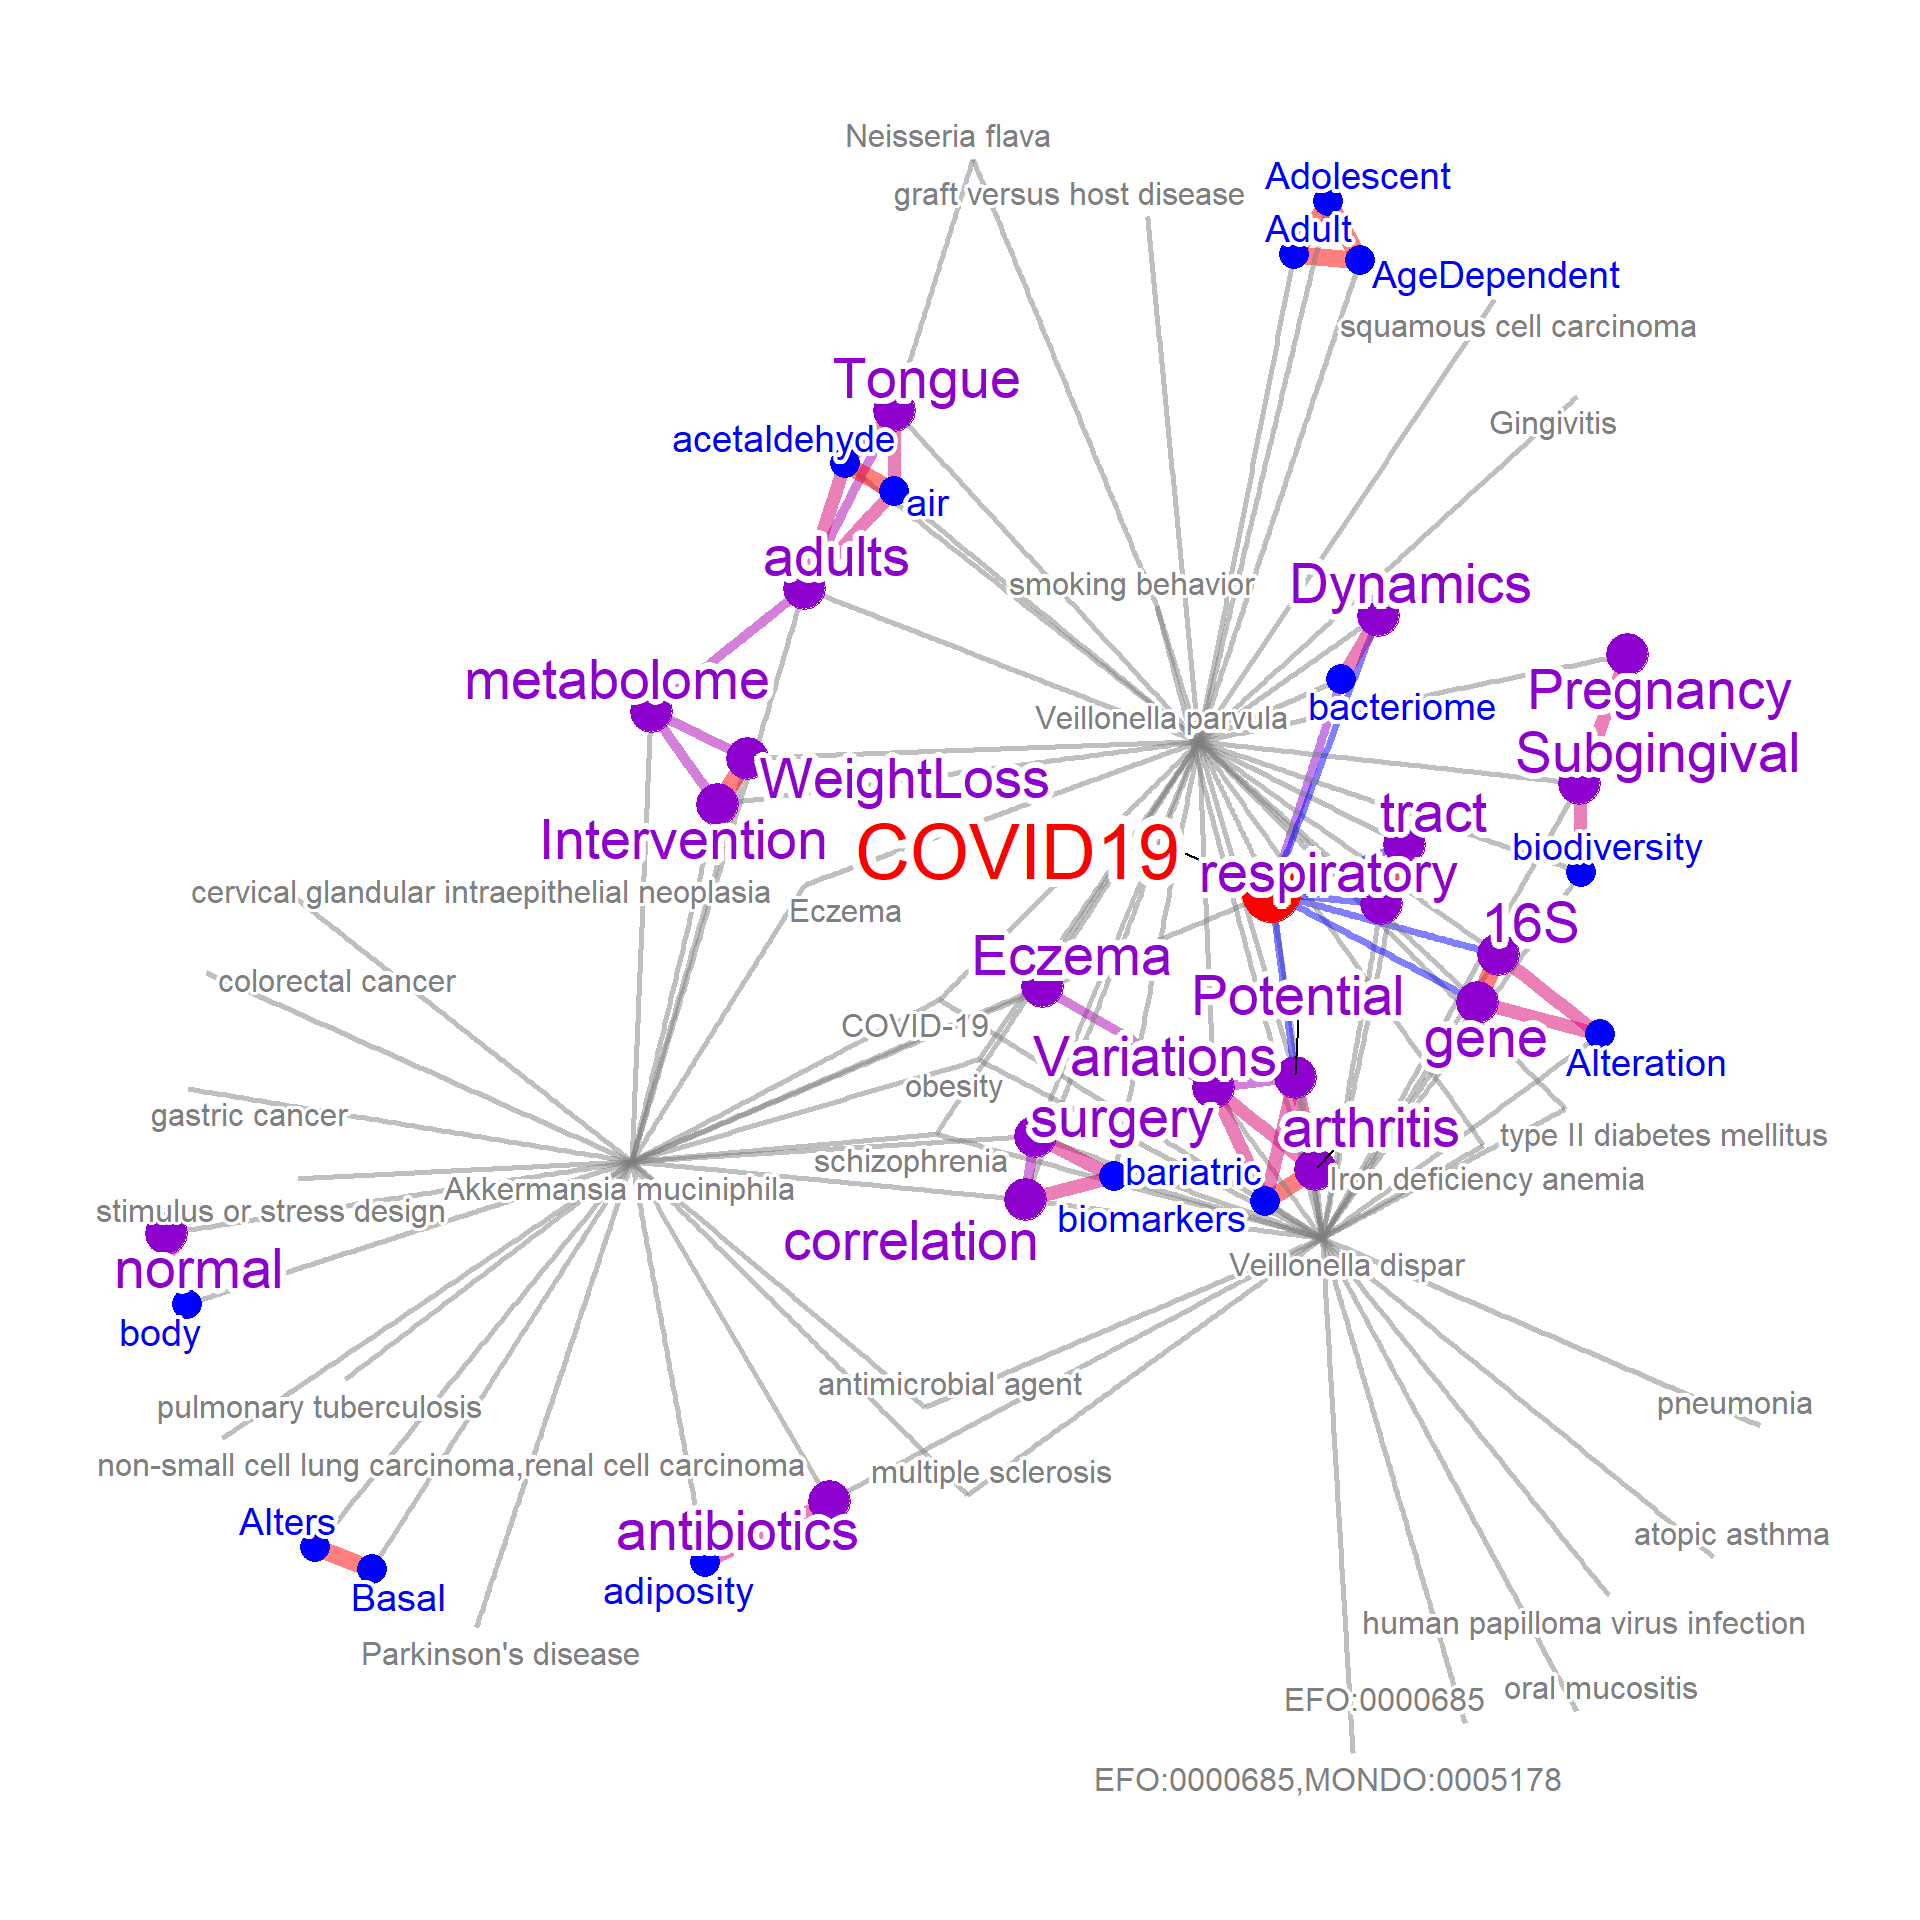 Neisseria flava
graft versus host disease
Adolescent
Adult
AgeDependent
squamous cell carcinoma
Tongue
Gingivitis
acetaldehyde
air
adults
smoking behavior
Dynamics
metabolome
Veillonella parvula
bacteriome
Pregnancy
WeightLoss
Subgingival
Intervention
COVID19
tract
respiratory
biodiversity
cervical glandular intraepithelial neoplasia
Eczema
16S
Eczema
colorectal cancer
COVID-19
Potential
gene
Variations
Alteration
obesity
gastric cancer
surgery
arthritis
type II diabetes mellitus
schizophrenia
bariatric
Iron deficiency anemia
Akkermansia muciniphila
stimulus or stress design
biomarkers
correlation
normal
Veillonella dispar
body
antimicrobial agent
pulmonary tuberculosis
pneumonia
non-small cell lung carcinoma,renal cell carcinoma
multiple sclerosis
Alters
antibiotics
atopic asthma
Basal
adiposity
human papilloma virus infection
Parkinson's disease
EFO:0000685
oral mucositis
EFO:0000685,MONDO:0005178